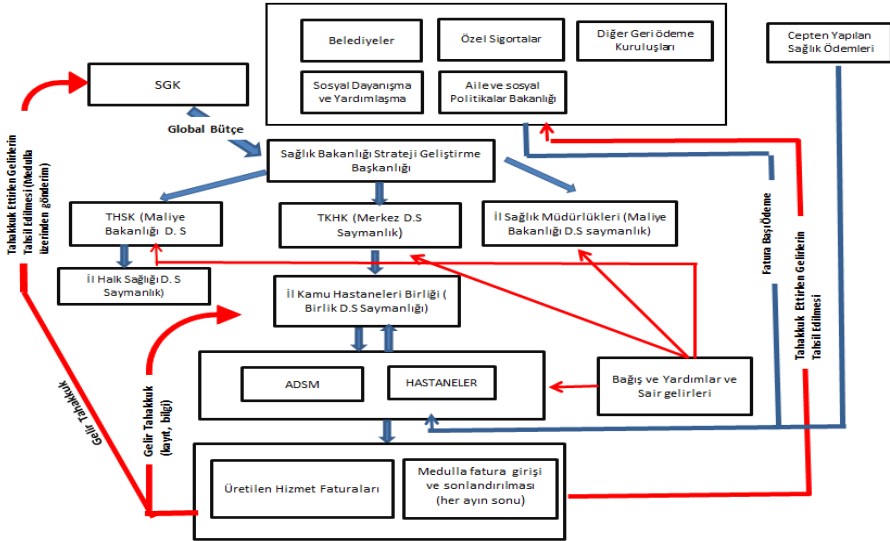 Belediyeler
Özel Sigortalar
Diğer Geri ödeme
Kuruluşları
Cepten Yapılan
Sağlık Ödemleri
SGK
Sosyal Dayanışma
ve Yardımlaşma
Aile ve sosyal
Politikalar Bakanlığı
Global Bütçe
Sağlık Bakanlığı Strateji Geliştirme
Başkanlığı
THSK (Maliye
Bakanlığı D. S
TKHK (Merkez D.S
Saymanlık)
İl Sağlık Müdürlükleri (Maliye
Bakanlığı D.S saymanlık)
İl Halk Sağlığı D. S
Saymanlık)
İl Kamu Hastaneleri Birliği (
Birlik D.S Saymanlığı)
ADSM
HASTANELER
Bağış ve Yardımlar ve
Sair gelirleri
Üretilen Hizmet Faturaları
Medulla fatura girişi
ve sonlandırılması
(her ayın sonu)
Tahakkuk Ettirken Gelirlerin
Tahsil Edilmesi (Medulla
üzerinden gönderim)
Gelir Tahakkuk
Gelir Tahakkuk
(kayıt, bilgi)
Fatura Başı Ödeme
Tahakkuk Ettirken Gelirlerin
Tahsil Edilmesi